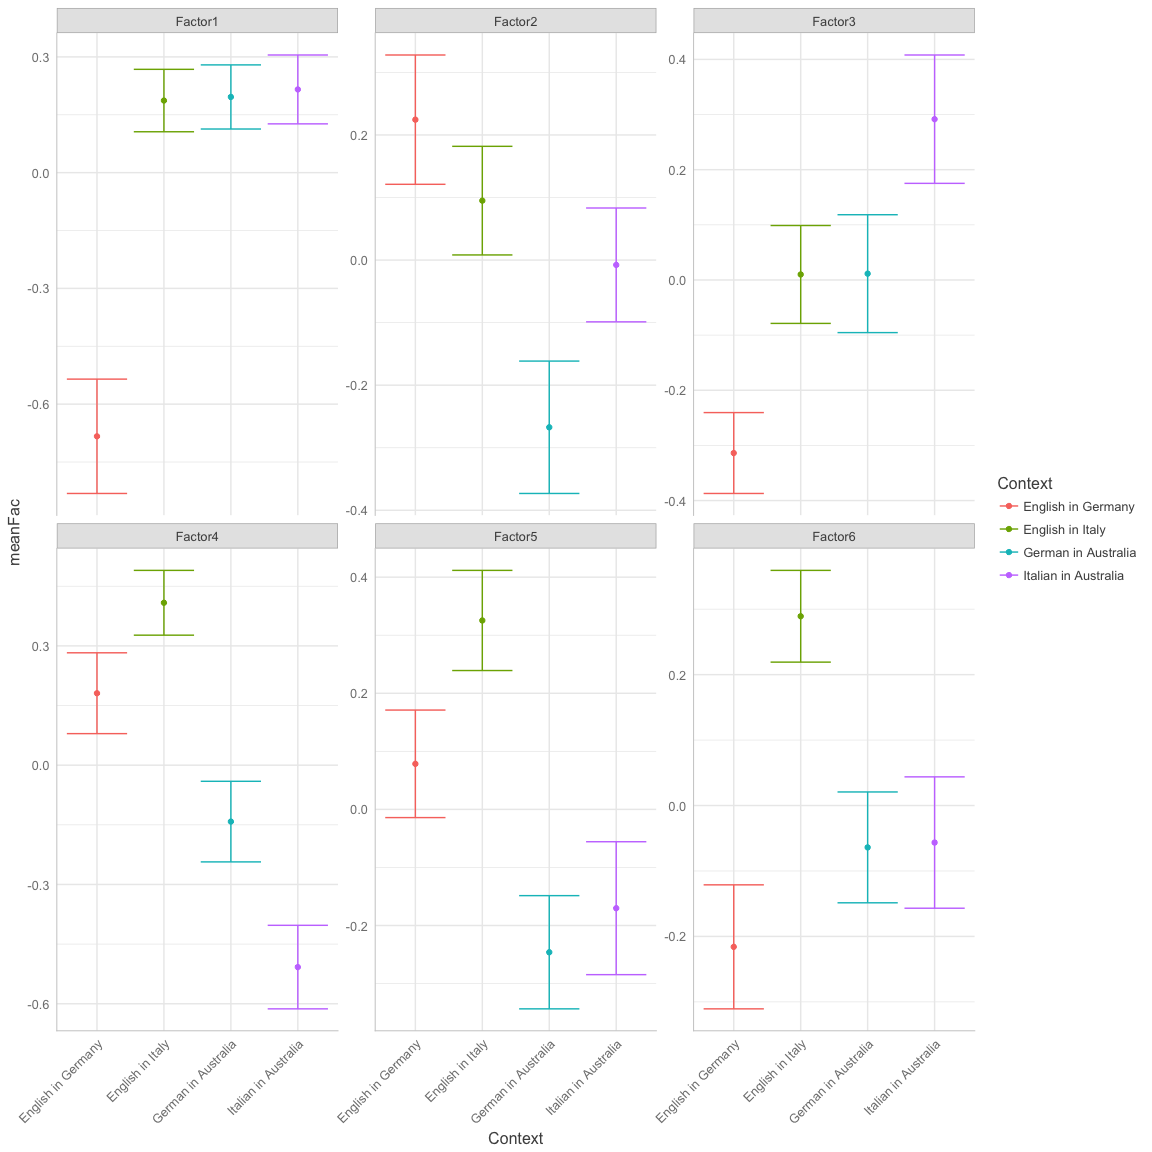 Factor1
Factor2
Factor3
0.3
0.0
-0.3
-0.6
0.2
0.0
-0.2
-0.4
0.4
0.2
0.0
-0.2
-0.4
meanFac
Factor4
Factor5
Factor6
0.3
0.0
-0.3
-0.6
0.4
0.2
0.0
-0.2
0.2
0.0
-0.2
English in Germany
English in Italy
German in Australia
Italian in Australia
English in Germany
English in Italy
German in Australia
Italian in Australia
English in Germany
English in Italy
German in Australia
Italian in Australia
Context
Context
English in Germany
English in Italy
German in Australia
Italian in Australia